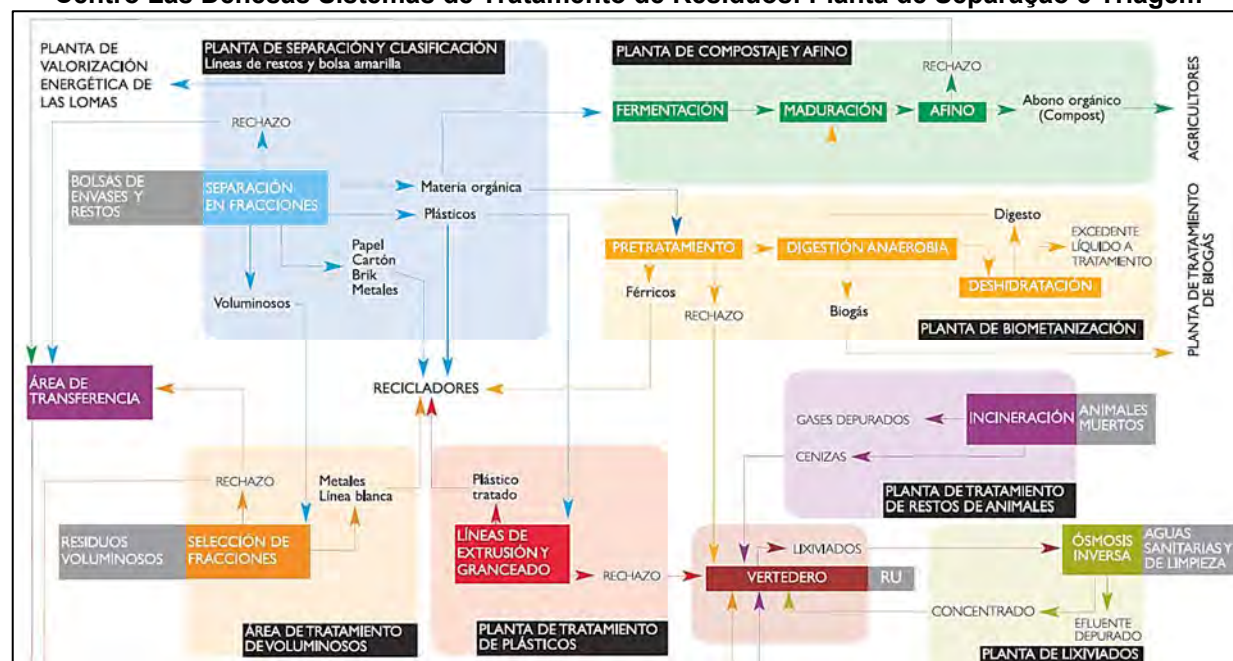 Centro Las Dehesas Sistemas de Tratamento de Resíduos: Planta de Separação e Triagem
PLANTA DE
VALORIZACIÓN
ENERGÉTICA DE
LAS LOMAS
PLANTA DE SEPARACIÓN Y CLASIFICACIÓN
Líneas de restos y bolsa amarilla
RECHAZO
BOLSAS DE
ENVASES Y
RESTOS
SEPARACIÓN
EN FRACCIONES
Materia orgánica
Plásticos
Papel
Cartón
Brik
Metales
Voluminosos
PLANTA DE COMPOSTAJE Y AFINO
RECHAZO
FERMENTACIÓN
MADURACIÓN
AFINO
Abono orgánico
(Compost)
AGRICULTORES
PRETRATAMIENTO
DIGESTIÓN ANAEROBIA
Digesto
EXCEDENTE
LÍQUIDO A
TRATAMIENTO
DESHIDRATACIÓN
Férricos
RECHAZO
Biogás
PLANTA DE BIOMETANIZACIÓN
PLANTA DE TRATAMIENTO
DE BIOGÁS
ÁREA DE
TRANSFERENCIA
RECICLADORES
GASES DEPURADOS
INCINERACIÓN
ANIMALES
MUERTOS
CENIZAS
PLANTA DE TRATAMIENTO
DE RESTOS DE ANIMALES
RECHAZO
Metales
Línea blanca
RESIDUOS
VOLUMINOSOS
SELECCIÓN DE
FRACCIONES
ÁREA DE TRATAMIENTO
DE VOLUMINOSOS
Plástico
tratado
LÍNEAS DE
EXTRUSIÓN Y
GRANCEADO
RECHAZO
PLANTA DE TRATAMIENTO
DE PLÁSTICOS
LIXIVIADOS
VERTEDERO
RU
ÓSMOSIS
INVERSA
AGUAS
SANITARIAS Y
DE LIMPIEZA
CONCENTRADO
EFLUENTE
DEPURADO
PLANTA DE LIXIVIADOS